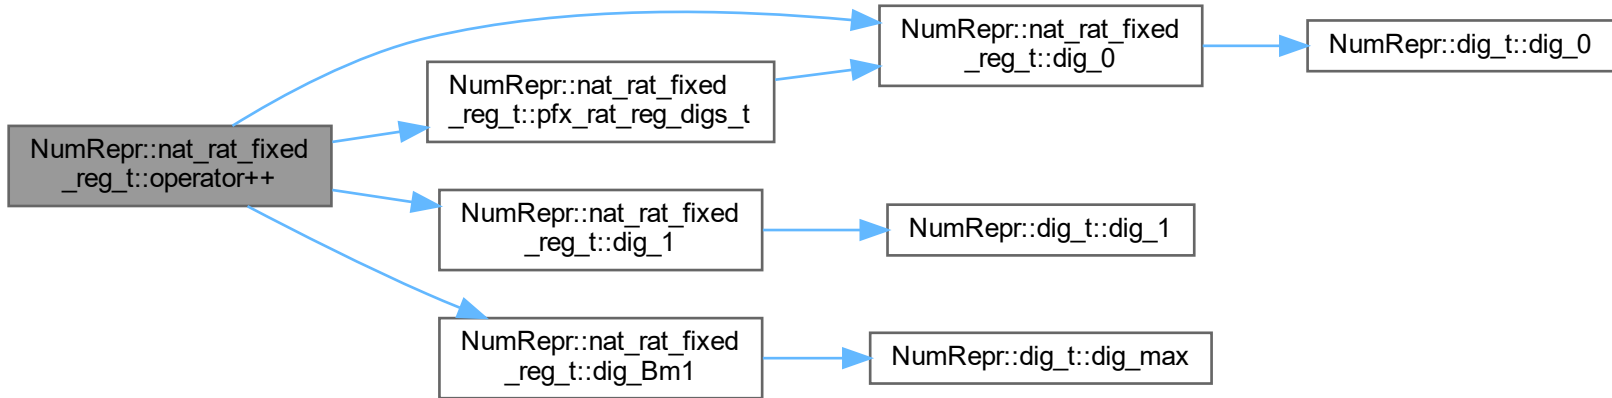 NumRepr::nat_rat_fixed
_reg_t::operator++
NumRepr::nat_rat_fixed
_reg_t::pfx_rat_reg_digs_t
NumRepr::nat_rat_fixed
_reg_t::dig_0
NumRepr::dig_t::dig_0
NumRepr::nat_rat_fixed
_reg_t::dig_1
NumRepr::dig_t::dig_1
NumRepr::nat_rat_fixed
_reg_t::dig_Bm1
NumRepr::dig_t::dig_max